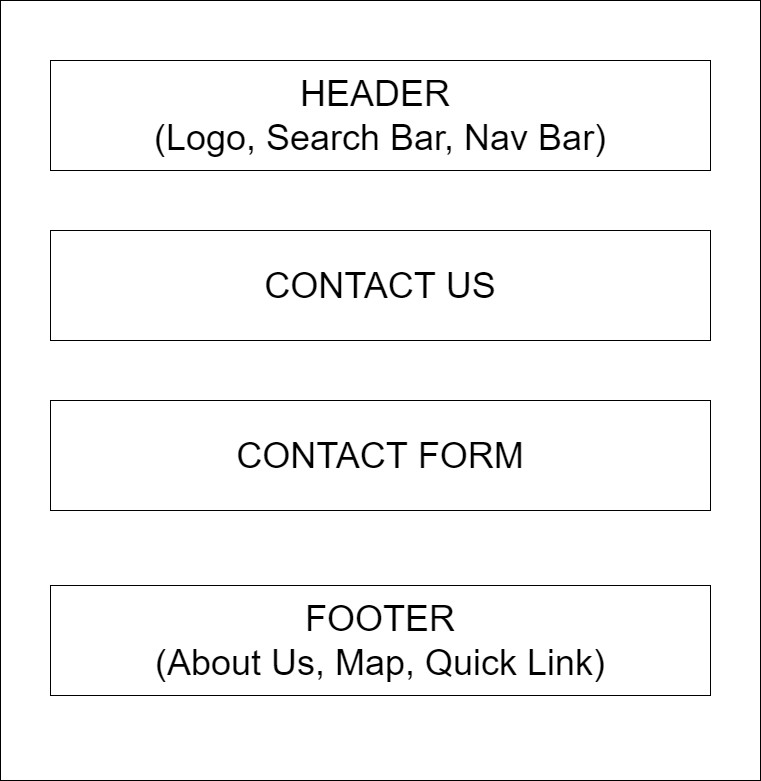 HEADER
(Logo, Search Bar, Nav Bar)
CONTACT US
CONTACT FORM
FOOTER
(About Us, Map, Quick Link)